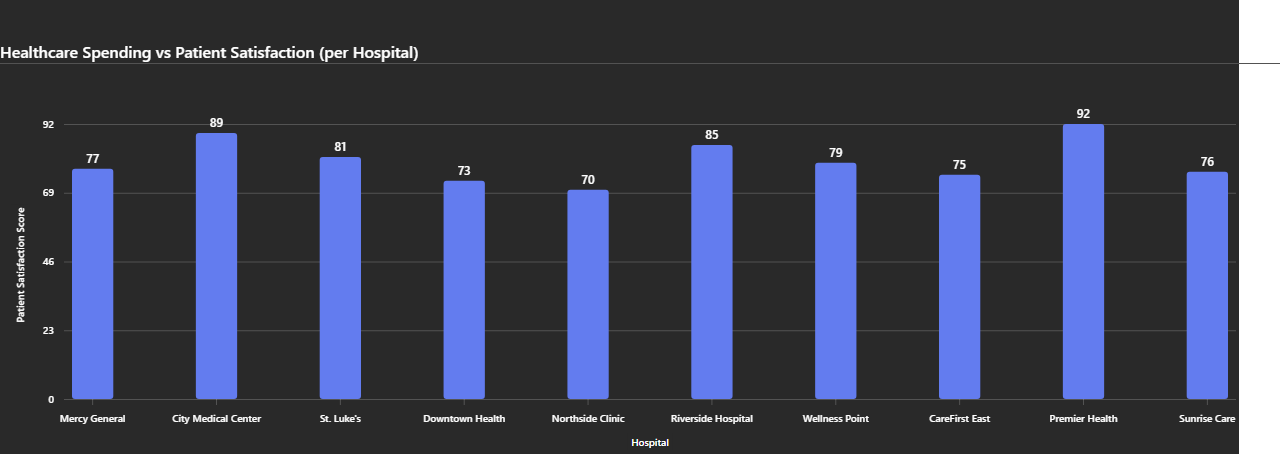 Healthcare Spending vs Patient Satisfaction (per Hospital)
Patient Satisfaction Score
92
69
46
23
0
77
89
81
73
70
85
79
75
92
76
Mercy General
City Medical Center
St. Luke's
Downtown Health
Northside Clinic
Riverside Hospital
Wellness Point
CareFirst East
Premier Health
Sunrise Care
Hospital